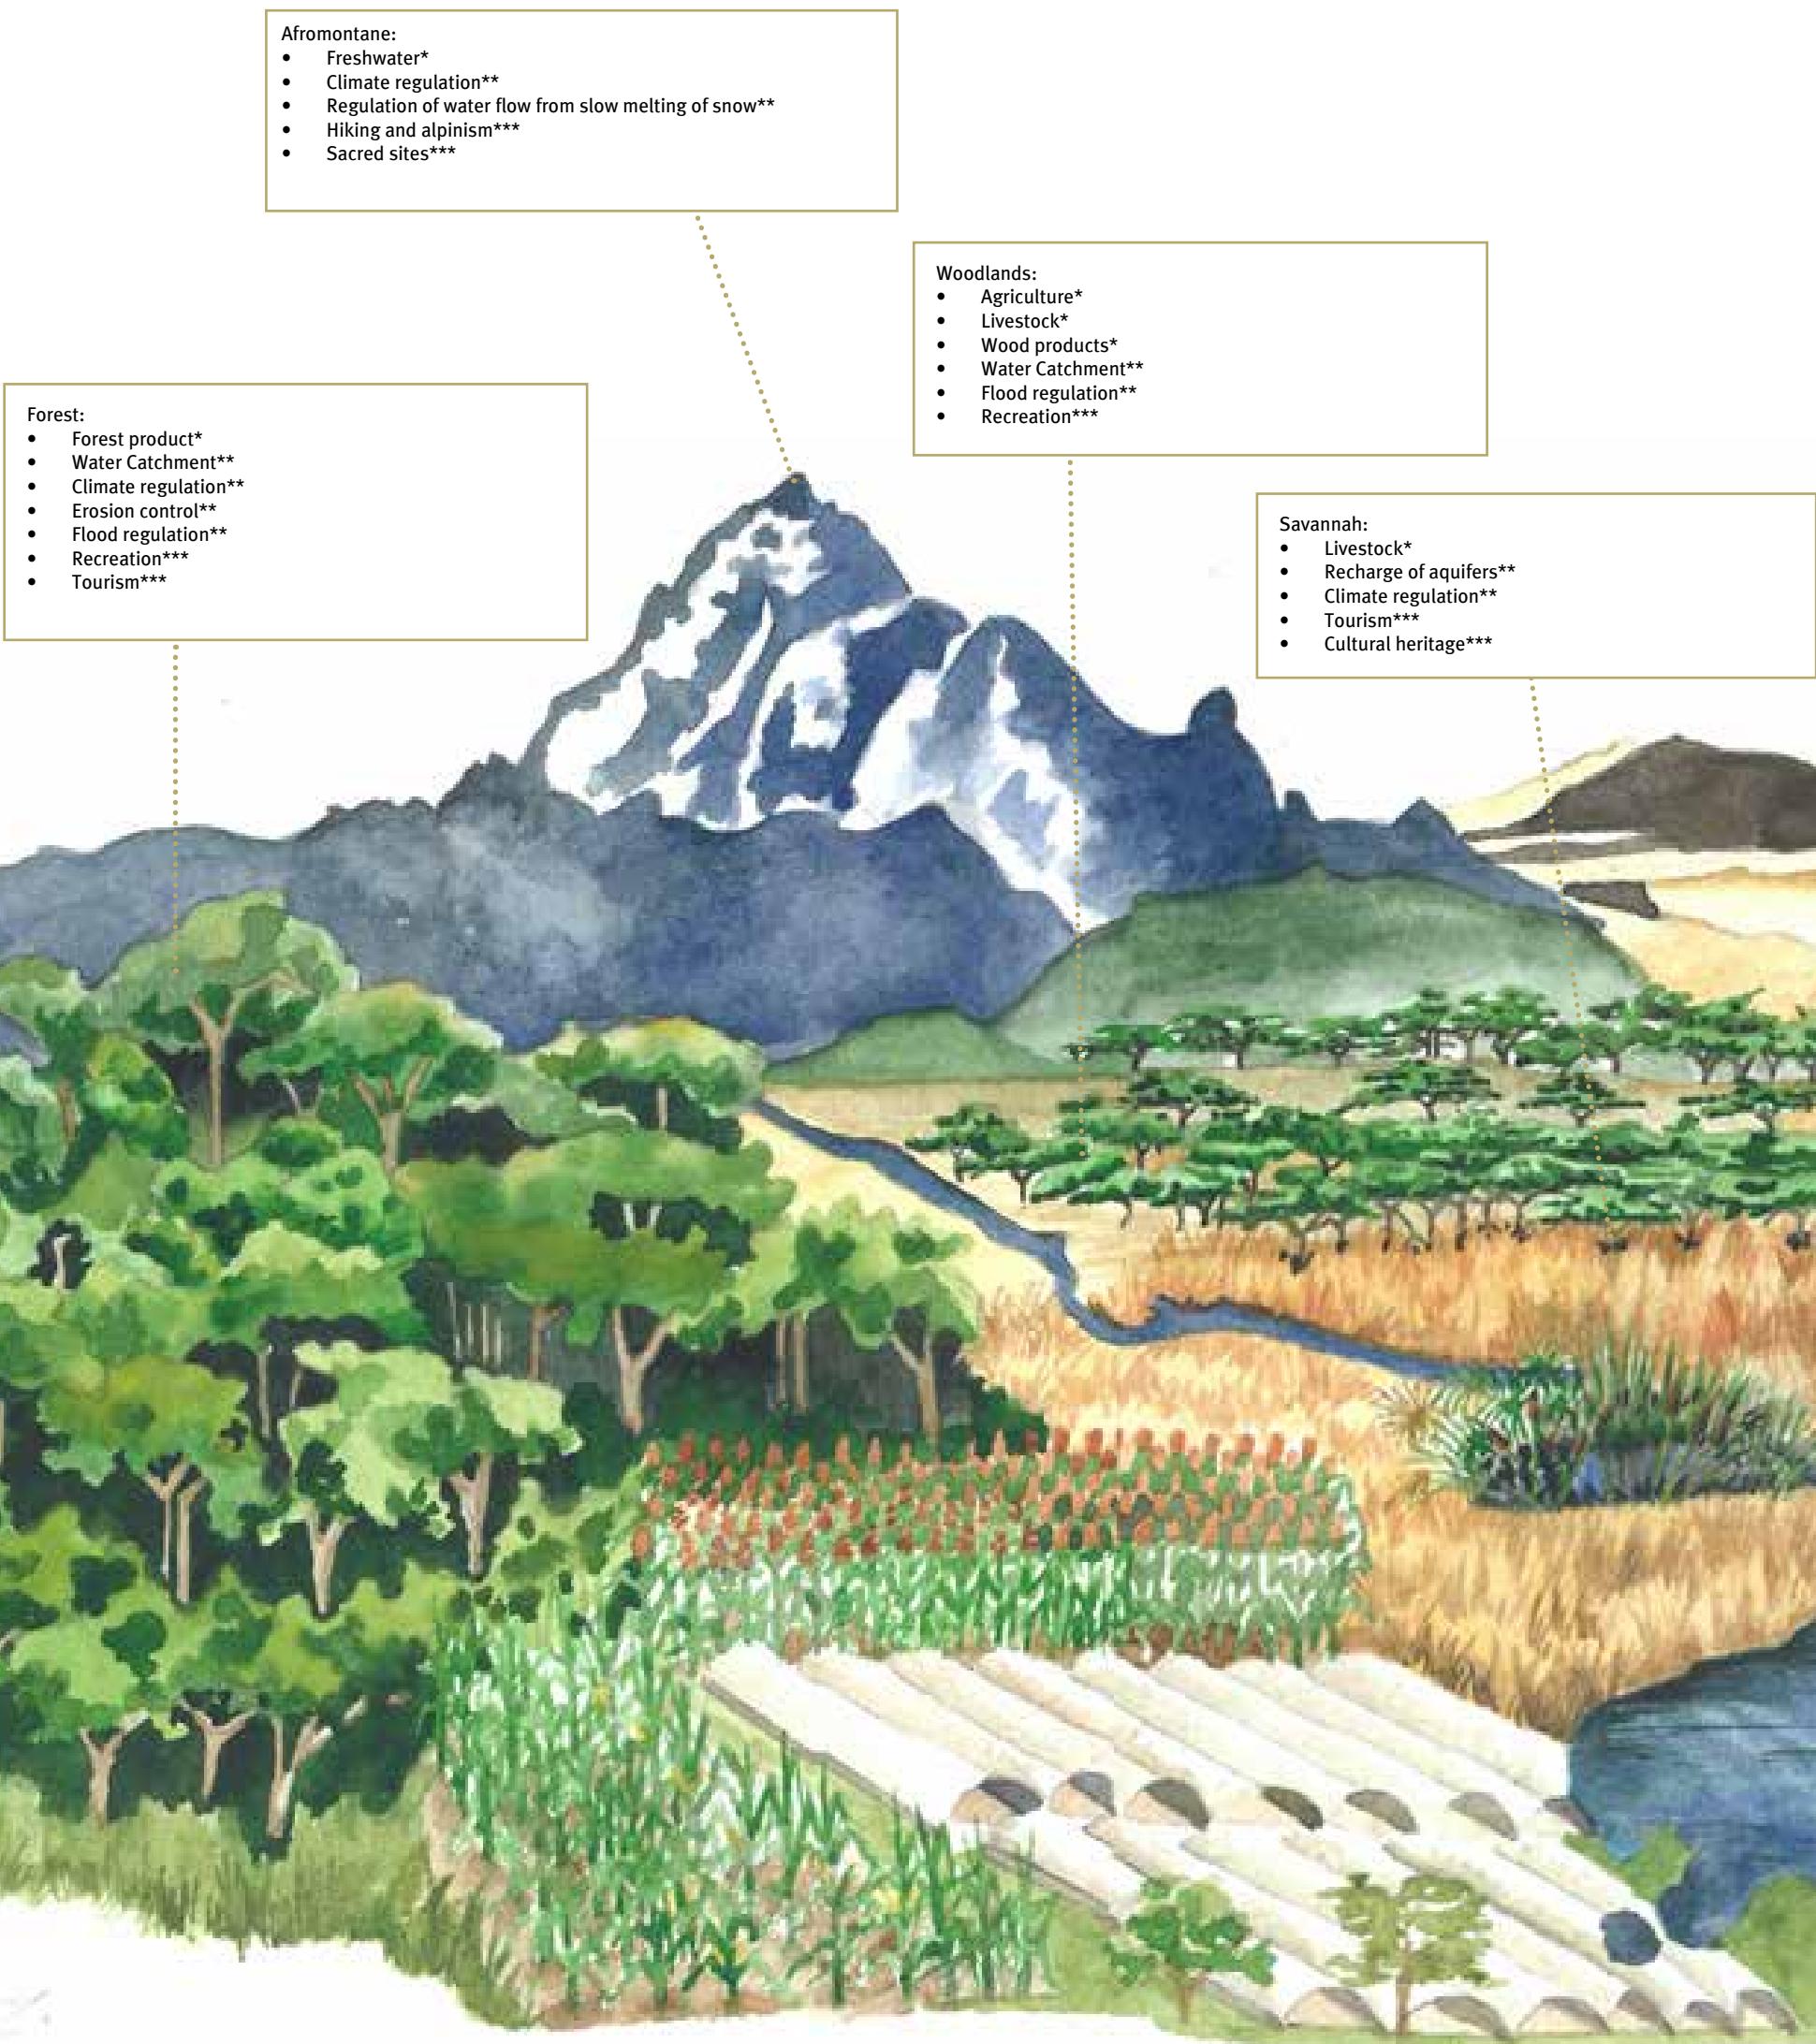 Afromontane:
• Freshwater*
• Climate regulation**
• Regulation of water flow from slow melting of snow**
• Hiking and alpinism***
• Sacred sites***
Woodlands:
• Agriculture*
• Livestock*
• Wood products*
• Water Catchment**
• Flood regulation**
• Recreation***
Forest:
• Forest product*
• Water Catchment**
• Climate regulation**
• Erosion control**
• Flood regulation**
• Recreation***
• Tourism***
Savannah:
• Livestock*
• Recharge of aquifers**
• Climate regulation**
• Tourism***
• Cultural heritage***